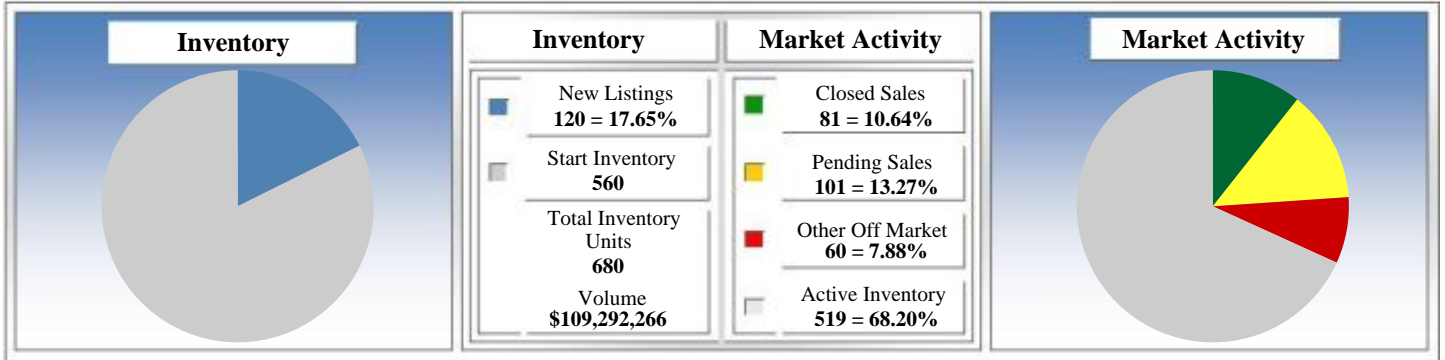 Inventory
Inventory
Market Activity
New Listings
120 = 17.65%
Start Inventory
560
Total Inventory
Units
680
Volume
$109,292,266
Closed Sales
81 = 10.64%
Pending Sales
101 = 13.27%
Other Off Market
60 = 7.88%
Active Inventory
519 = 68.20%
Market Activity